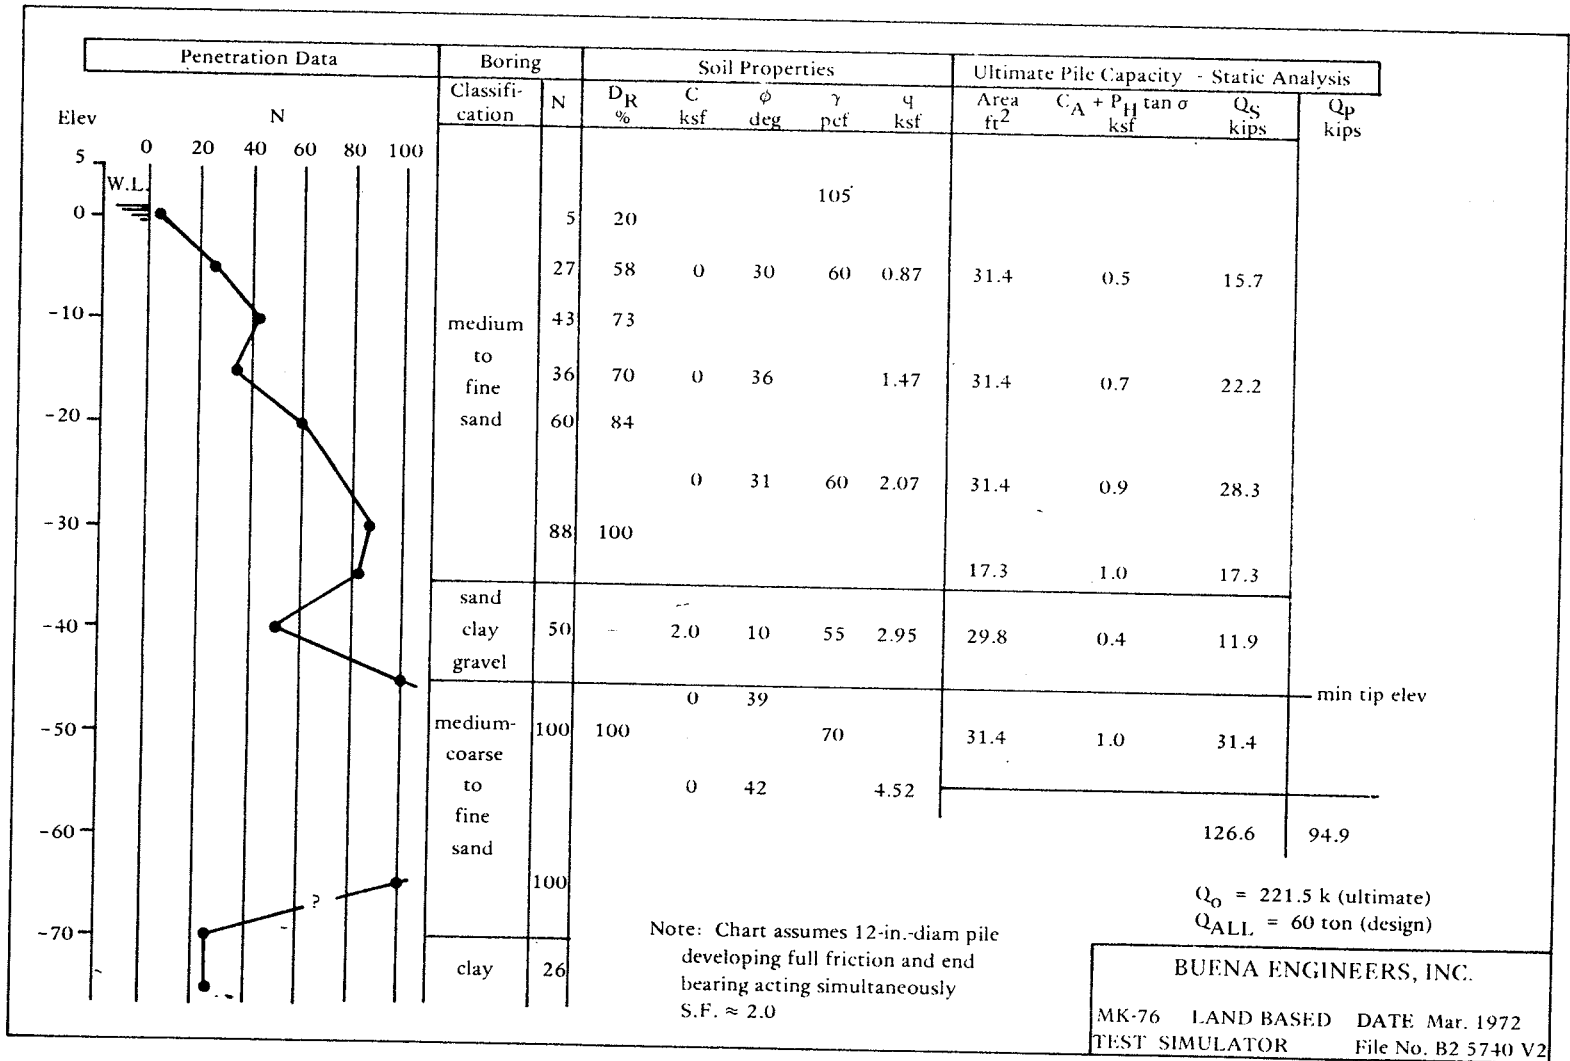 Penetration Data Boring Soil Properties Ultimate Pile Capacity - Static Analysis
Elev N Classifi-cation N DR % C ksf φ deg γ pcf q ksf Area ft2 CA + PH tan σ ksf QS kips QP kips
0 20 40 60 80 100
5
W.L.
105
0 5 20
27 58 0 30 60 0.87 31.4 0.5 15.7
-10 43 73
medium
to
fine
sand
36 70 0 36 1.47 31.4 0.7 22.2
-20 60 84
0 31 60 2.07 31.4 0.9 28.3
-30 88 100
17.3 1.0 17.3
sand
clay
gravel
-40 50 - 2.0 10 55 2.95 29.8 0.4 11.9
0 39 min tip elev
-50 100 100 70 31.4 1.0 31.4
medium-
coarse
to
fine
sand
0 42 4.52
-60 126.6 94.9
100
?
-70
clay 26
Qo = 221.5 k (ultimate)
QALL = 60 ton (design)
Note: Chart assumes 12-in.-diam pile
developing full friction and end
bearing acting simultaneously
S.F. ≈ 2.0
BUENA ENGINEERS, INC.
MK-76 LAND BASED DATE Mar. 1972
TEST SIMULATOR File No. B2 5740 V2